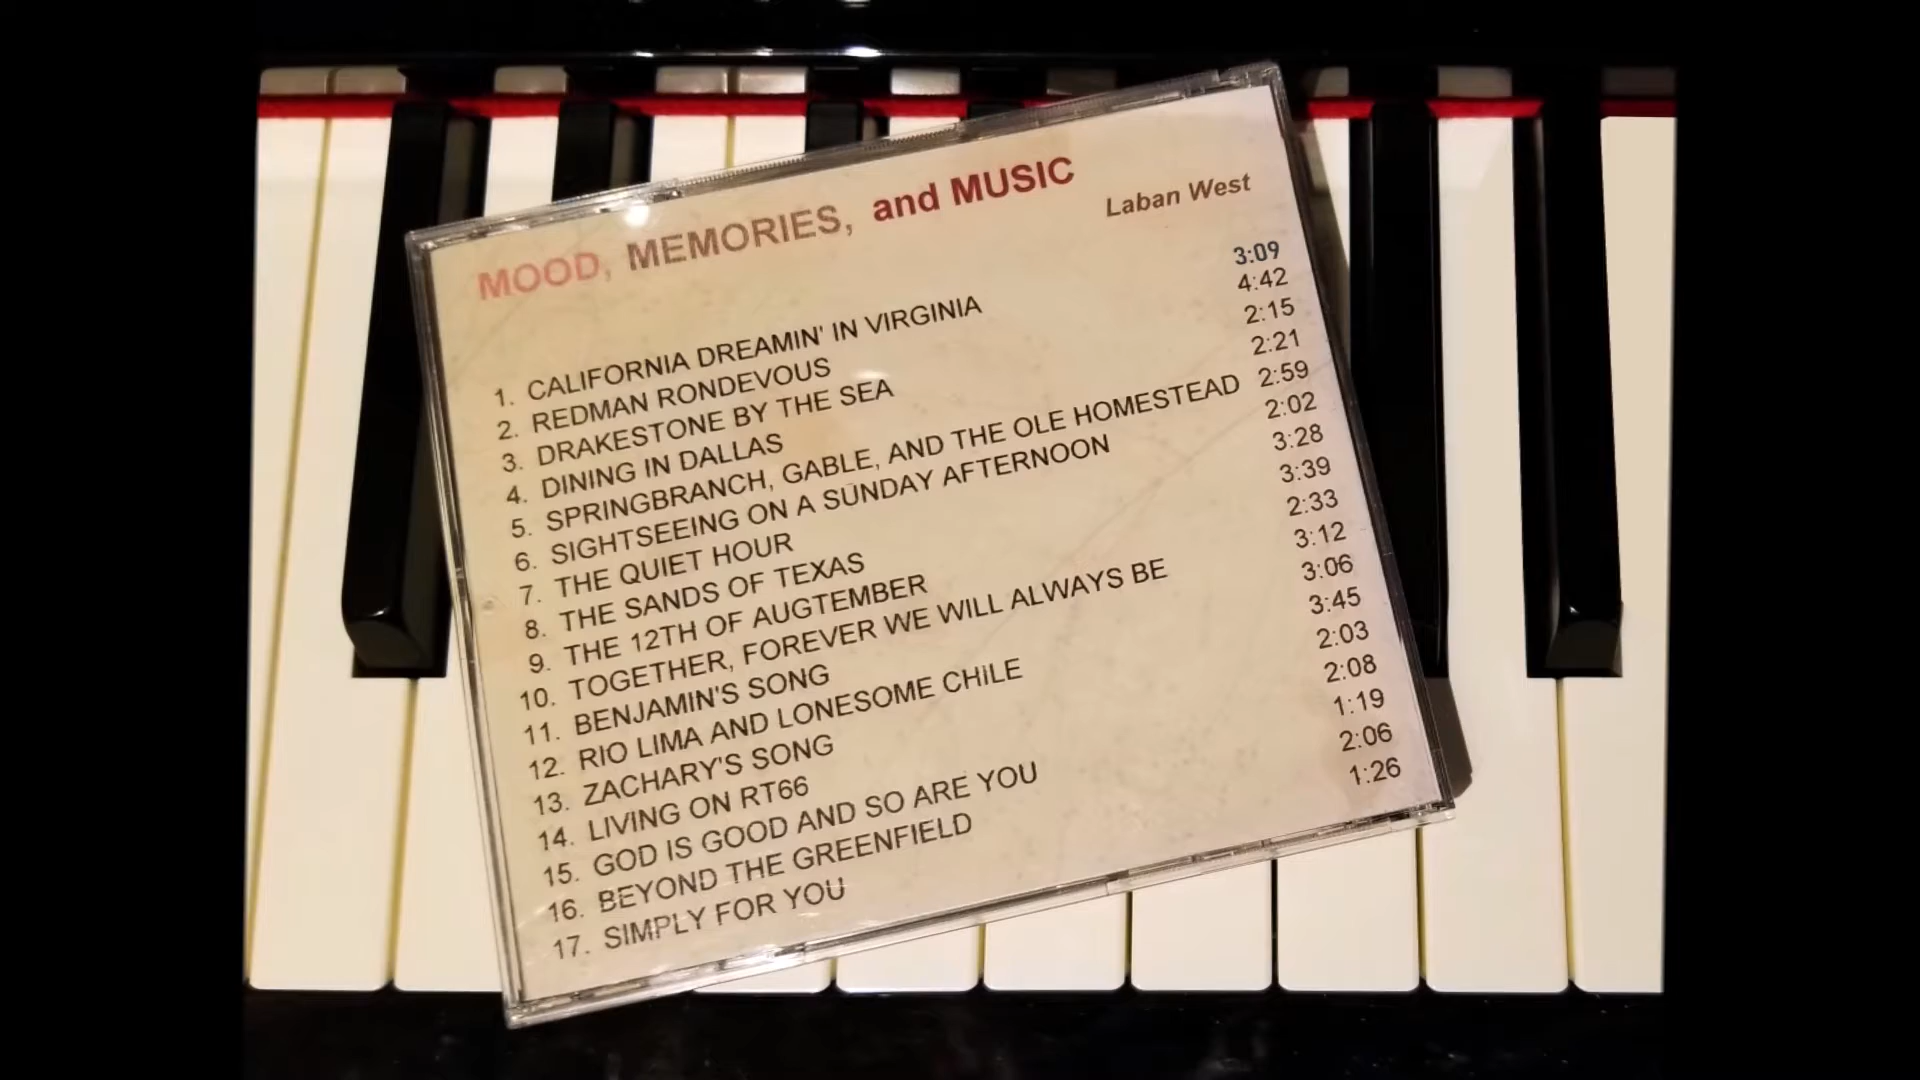 MOOD, MEMORIES, and MUSIC
Laban West
1. CALIFORNIA DREAMIN' IN VIRGINIA 3:09
2. REDMAN RONDEVOUS 4:42
3. DRAKESTONE BY THE SEA 2:15
4. DINING IN DALLAS 2:21
5. SPRINGBRANCH, GABLE, AND THE OLE HOMESTEAD 2:59
6. SIGHTSEEING ON A SUNDAY AFTERNOON 2:02
7. THE QUIET HOUR 3:28
8. THE SANDS OF TEXAS 3:39
9. THE 12TH OF AUGTEMBER 2:33
10. TOGETHER, FOREVER WE WILL ALWAYS BE 3:12
11. BENJAMIN'S SONG 3:06
12. RIO LIMA AND LONESOME CHiLE 3:45
13. ZACHARY'S SONG 2:03
14. LIVING ON RT66 2:08
15. GOD IS GOOD AND SO ARE YOU 1:19
16. BEYOND THE GREENFIELD 2:06
17. SIMPLY FOR YOU 1:26